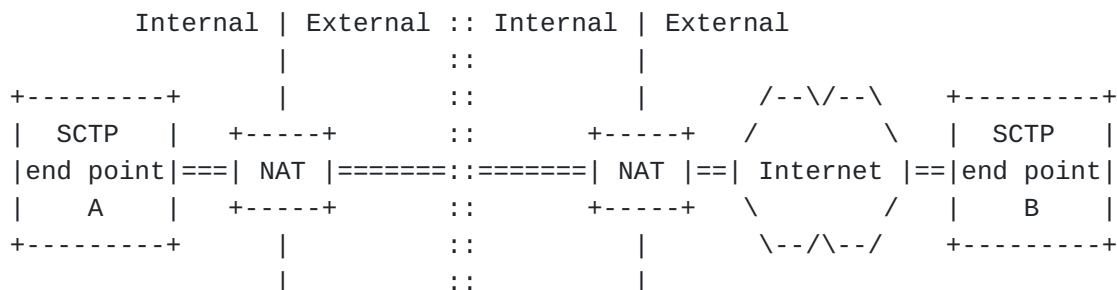 Internal | External :: Internal | External
                 |          ::          |
+---------+      |          ::          |       /--\/--\    +---------+
|  SCTP   |   +-----+       ::       +-----+   /        \   |  SCTP   |
|end point|===| NAT |=======::=======| NAT |==| Internet |==|end point|
|    A    |   +-----+       ::       +-----+   \        /   |    B    |
+---------+      |          ::          |       \--/\--/    +---------+
                 |          ::          |